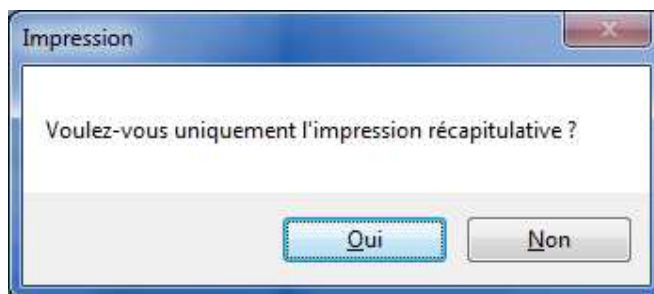 Impression
Voulez-vous uniquement l'impression récapitulative ?
Oui
Non